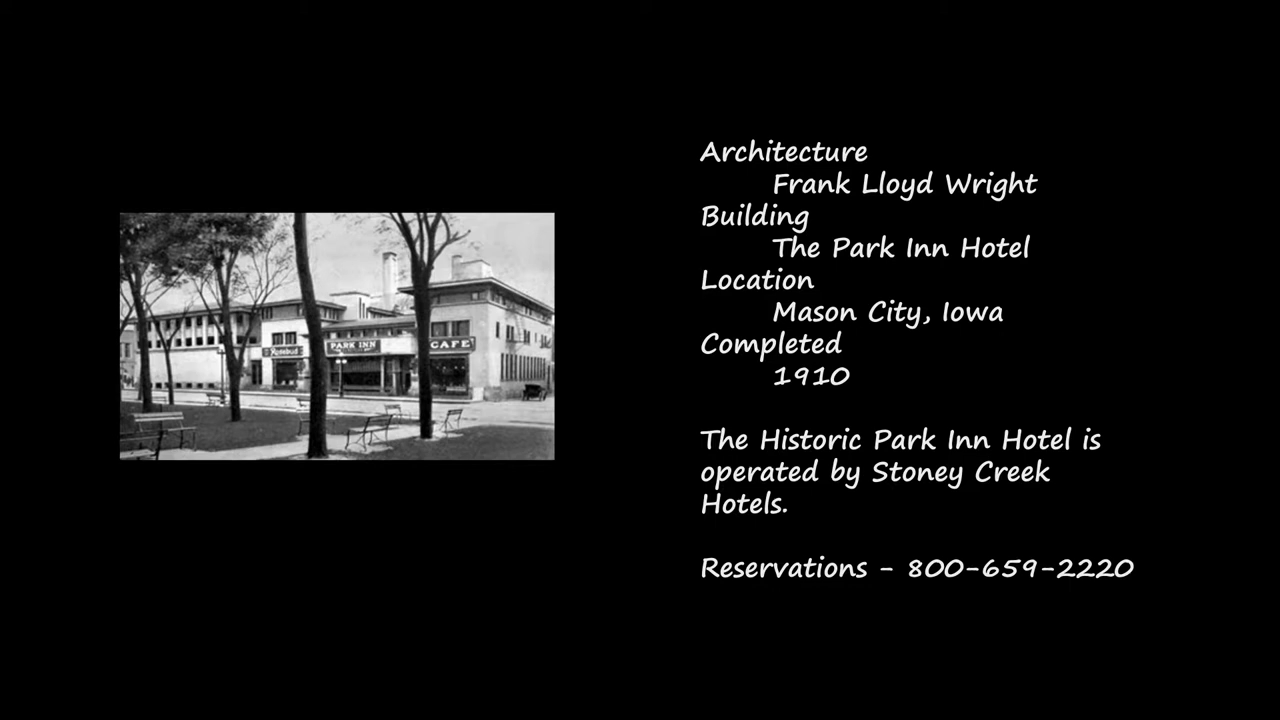 Rosebud
PARK INN
CAFE
Architecture
Frank Lloyd Wright
Building
The Park Inn Hotel
Location
Mason City, Iowa
Completed
1910
The Historic Park Inn Hotel is
operated by Stoney Creek
Hotels.
Reservations - 800-659-2220